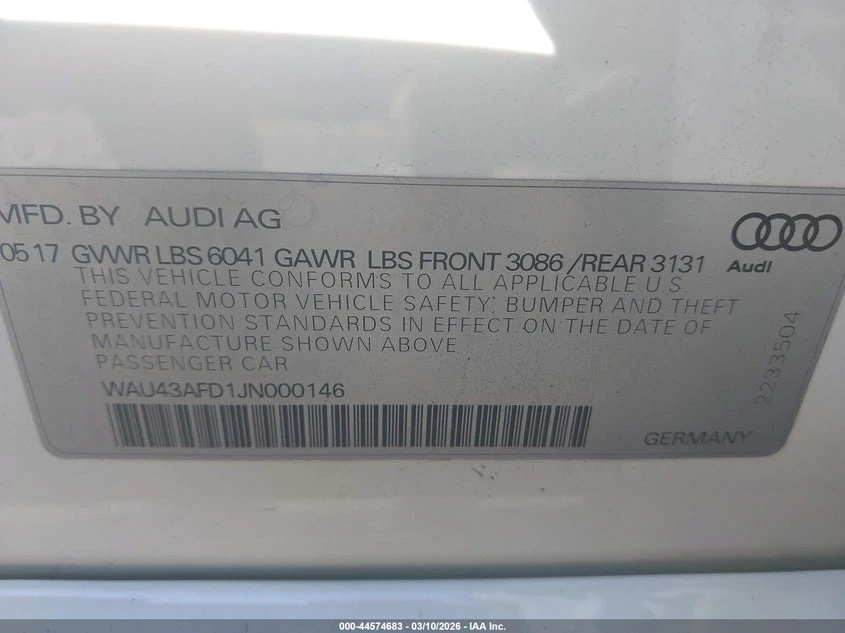 MFD. BY AUDI AG
05 17 GVWR LBS 6041 GAWR LBS FRONT 3086 /REAR 3131
Audi
THIS VEHICLE CONFORMS TO ALL APPLICABLE U.S.
FEDERAL MOTOR VEHICLE SAFETY, BUMPER AND THEFT
PREVENTION STANDARDS IN EFFECT ON THE DATE OF
MANUFACTURE SHOWN ABOVE
PASSENGER CAR
WAU43AFD1JN000146
GERMANY
2233504
000-44574683 — 03/10/2026 — IAA Inc.